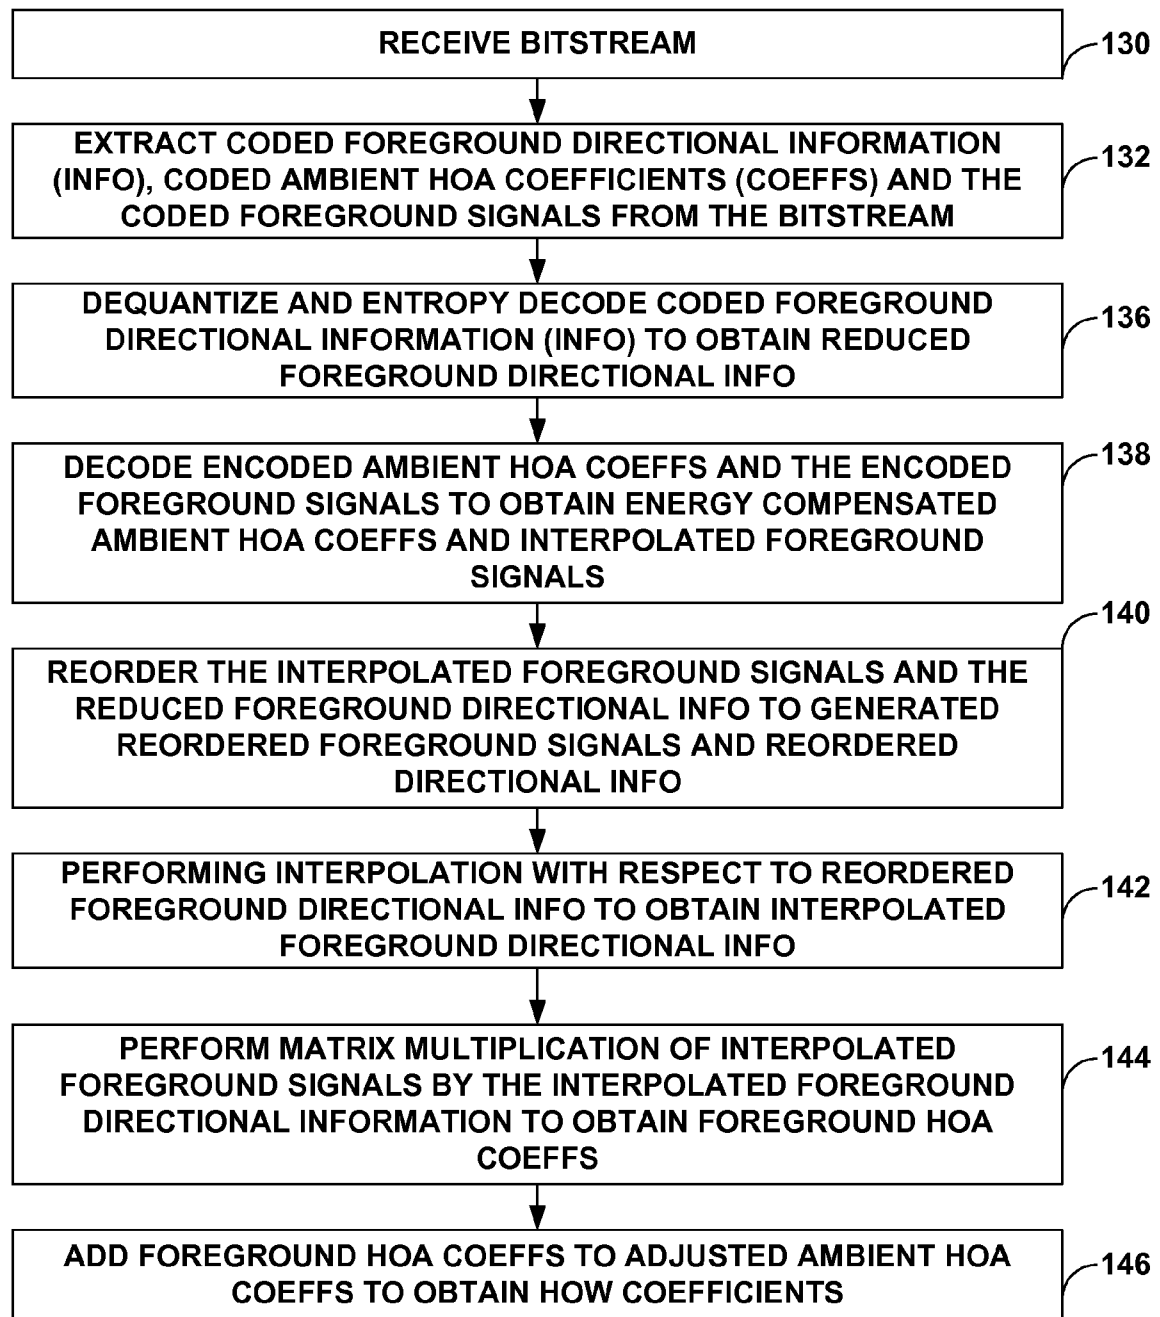 RECEIVE BITSTREAM
130
EXTRACT CODED FOREGROUND DIRECTIONAL INFORMATION
(INFO), CODED AMBIENT HOA COEFFICIENTS (COEFFS) AND THE
CODED FOREGROUND SIGNALS FROM THE BITSTREAM
132
DEQUANTIZE AND ENTROPY DECODE CODED FOREGROUND
DIRECTIONAL INFORMATION (INFO) TO OBTAIN REDUCED
FOREGROUND DIRECTIONAL INFO
136
DECODE ENCODED AMBIENT HOA COEFFS AND THE ENCODED
FOREGROUND SIGNALS TO OBTAIN ENERGY COMPENSATED
AMBIENT HOA COEFFS AND INTERPOLATED FOREGROUND
SIGNALS
138
REORDER THE INTERPOLATED FOREGROUND SIGNALS AND THE
REDUCED FOREGROUND DIRECTIONAL INFO TO GENERATED
REORDERED FOREGROUND SIGNALS AND REORDERED
DIRECTIONAL INFO
140
PERFORMING INTERPOLATION WITH RESPECT TO REORDERED
FOREGROUND DIRECTIONAL INFO TO OBTAIN INTERPOLATED
FOREGROUND DIRECTIONAL INFO
142
PERFORM MATRIX MULTIPLICATION OF INTERPOLATED
FOREGROUND SIGNALS BY THE INTERPOLATED FOREGROUND
DIRECTIONAL INFORMATION TO OBTAIN FOREGROUND HOA
COEFFS
144
ADD FOREGROUND HOA COEFFS TO ADJUSTED AMBIENT HOA
COEFFS TO OBTAIN HOW COEFFICIENTS
146